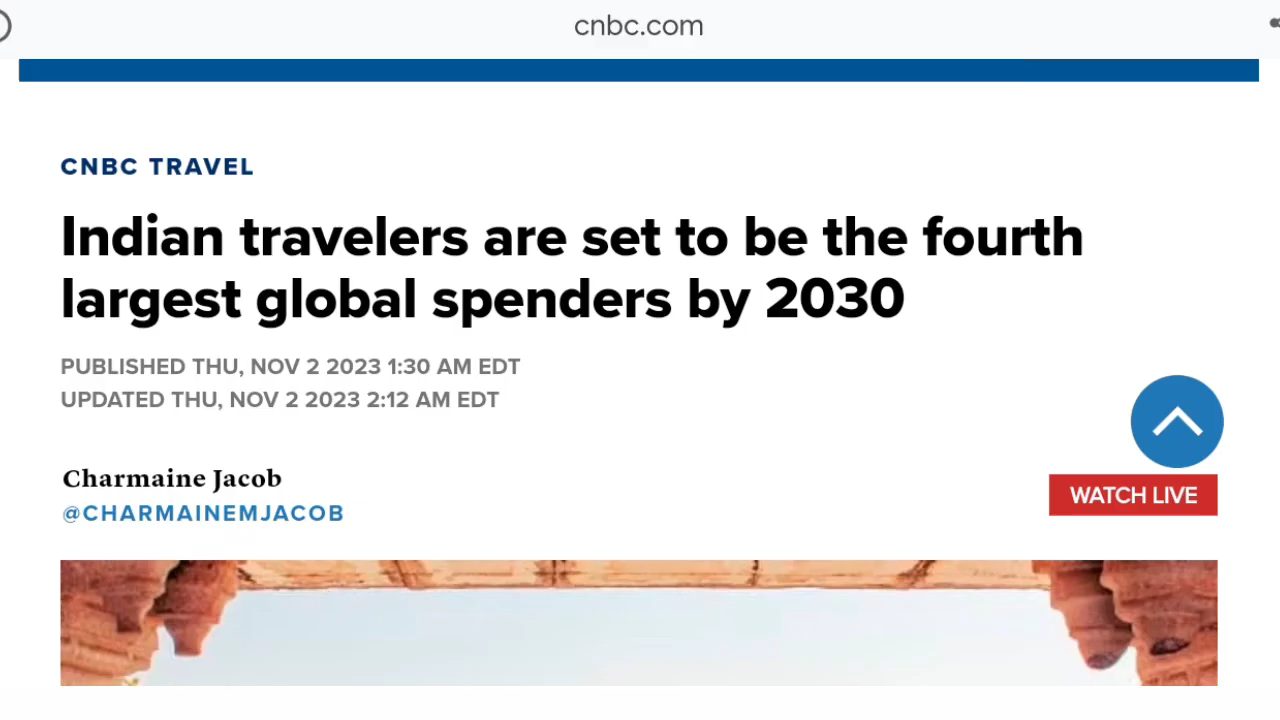 cnbc.com
CNBC TRAVEL
Indian travelers are set to be the fourth
largest global spenders by 2030
PUBLISHED THU, NOV 2 2023 1:30 AM EDT
UPDATED THU, NOV 2 2023 2:12 AM EDT
Charmaine Jacob
@CHARMAINEMJACOB
WATCH LIVE